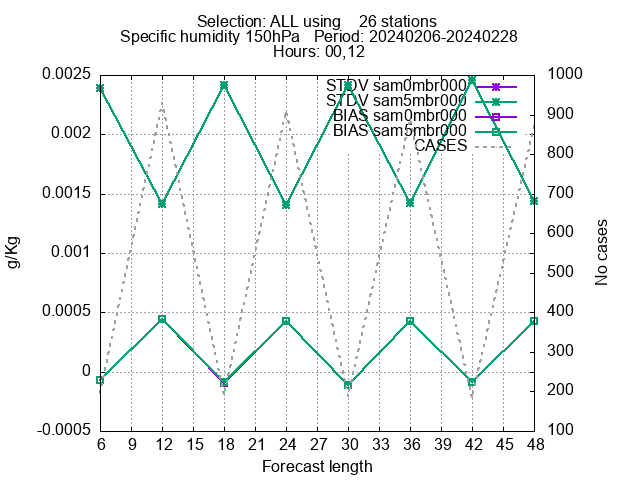 Selection: ALL using    26 stations
Specific humidity 150hPa   Period: 20240206-20240228
Hours: 00,12
STDV sam0mbr000
STDV sam5mbr000
BIAS sam0mbr000
BIAS sam5mbr000
CASES
0.0025
0.002
0.0015
0.001
0.0005
0
-0.0005
g/Kg
1000
900
800
700
600
500
400
300
200
100
No cases
6 9 12 15 18 21 24 27 30 33 36 39 42 45 48
Forecast length